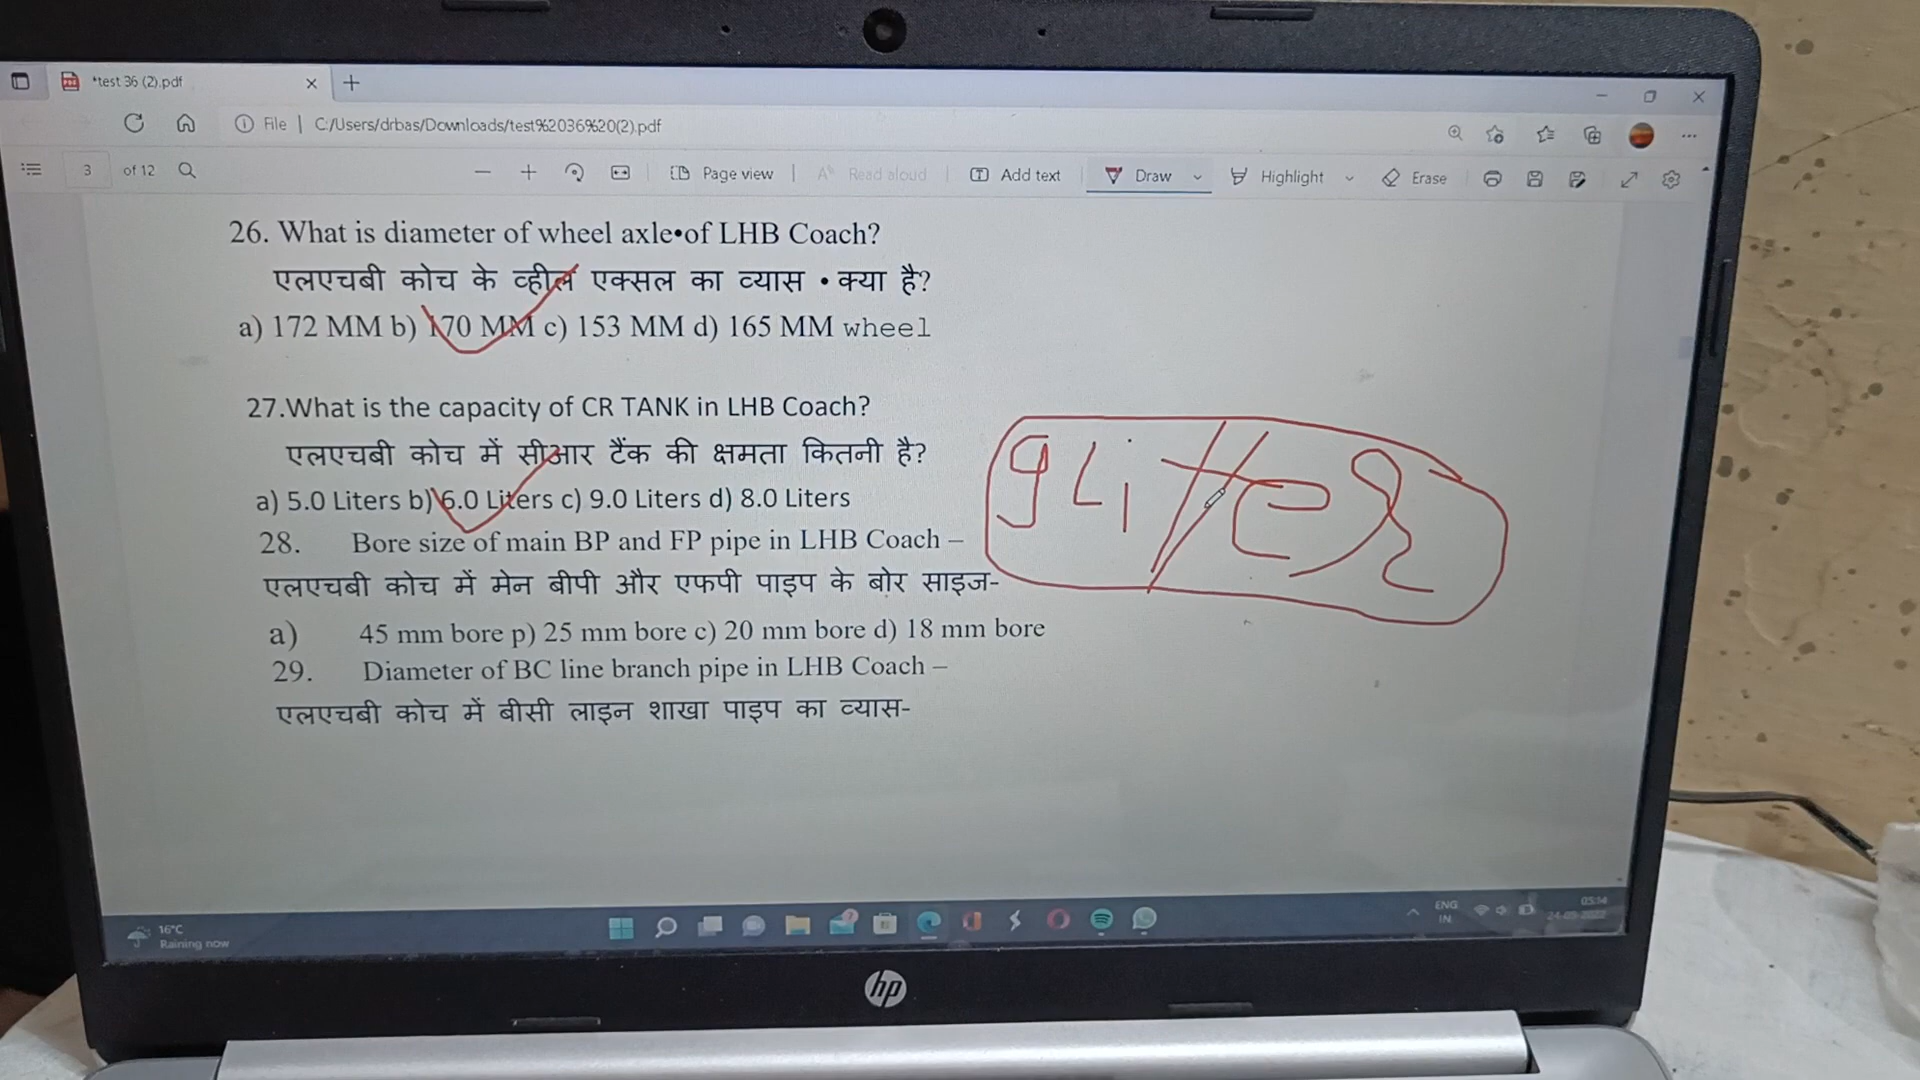 *test 36 (2).pdf
File | C:/Users/drbas/Downloads/test%2036%20(2).pdf
3 of 12 Page view Read aloud Add text Draw Highlight Erase
26. What is diameter of wheel axle•of LHB Coach?
एलएचबी कोच के व्हील एक्सल का व्यास • क्या है?
a) 172 MM b) 170 MM c) 153 MM d) 165 MM wheel
27.What is the capacity of CR TANK in LHB Coach?
एलएचबी कोच में सीआर टैंक की क्षमता कितनी है?
a) 5.0 Liters b) 6.0 Liters c) 9.0 Liters d) 8.0 Liters
9 Liter
28. Bore size of main BP and FP pipe in LHB Coach –
एलएचबी कोच में मेन बीपी और एफपी पाइप के बोर साइज-
a) 45 mm bore p) 25 mm bore c) 20 mm bore d) 18 mm bore
29. Diameter of BC line branch pipe in LHB Coach –
एलएचबी कोच में बीसी लाइन शाखा पाइप का व्यास-
16°C
Raining now
ENG
IN
05:14
24-05-2022
hp